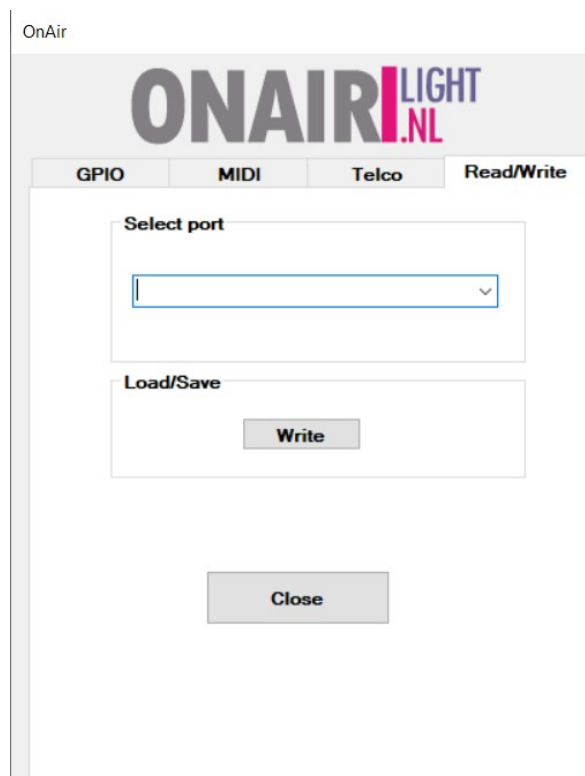 OnAir
ONAIR LIGHT
.NL
GPIO MIDI Telco Read/Write
Select port
Load/Save
Write
Close